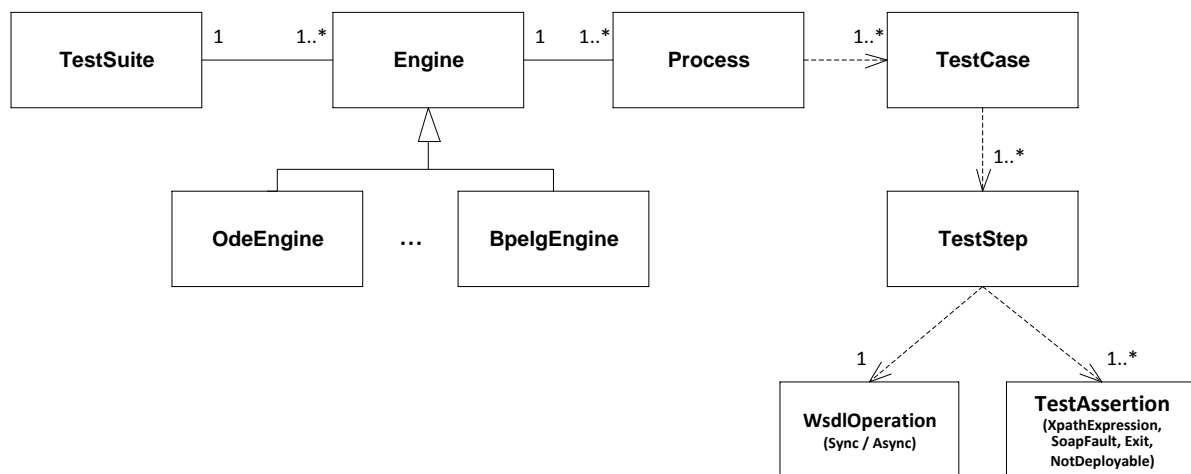 1
1..*
1
1..*
1..*
TestSuite
Engine
Process
TestCase
1..*
OdeEngine
...
BpelgEngine
TestStep
1
1..*
WsdlOperation
(Sync / Async)
TestAssertion
(XpathExpression,
SoapFault, Exit,
NotDeployable)